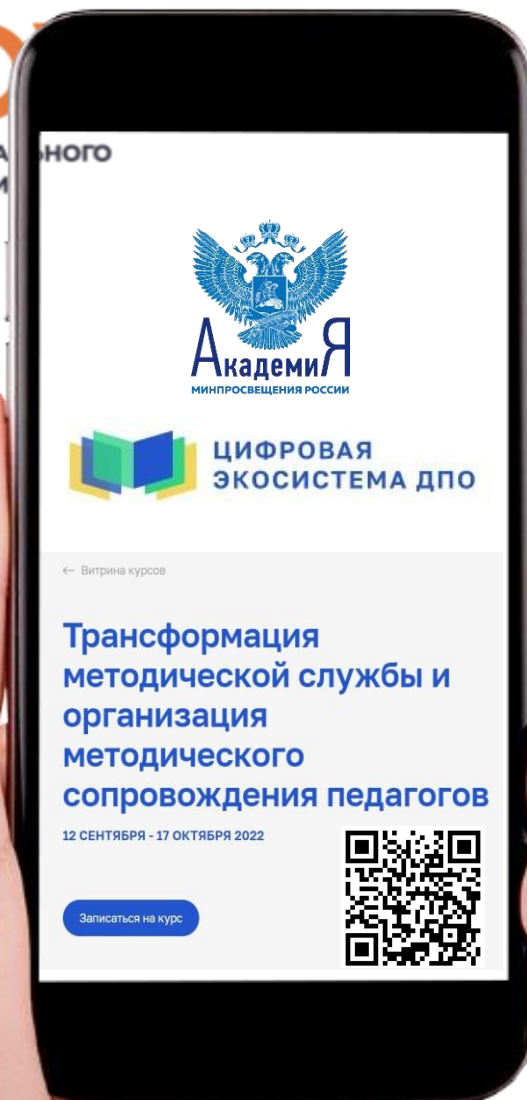 НОГО
АкадемиЯ
МИНПРОСВЕЩЕНИЯ РОССИИ
ЦИФРОВАЯ
ЭКОСИСТЕМА ДПО
← Витрина курсов
Трансформация
методической службы и
организация
методического
сопровождения педагогов
12 СЕНТЯБРЯ - 17 ОКТЯБРЯ 2022
Записаться на курс